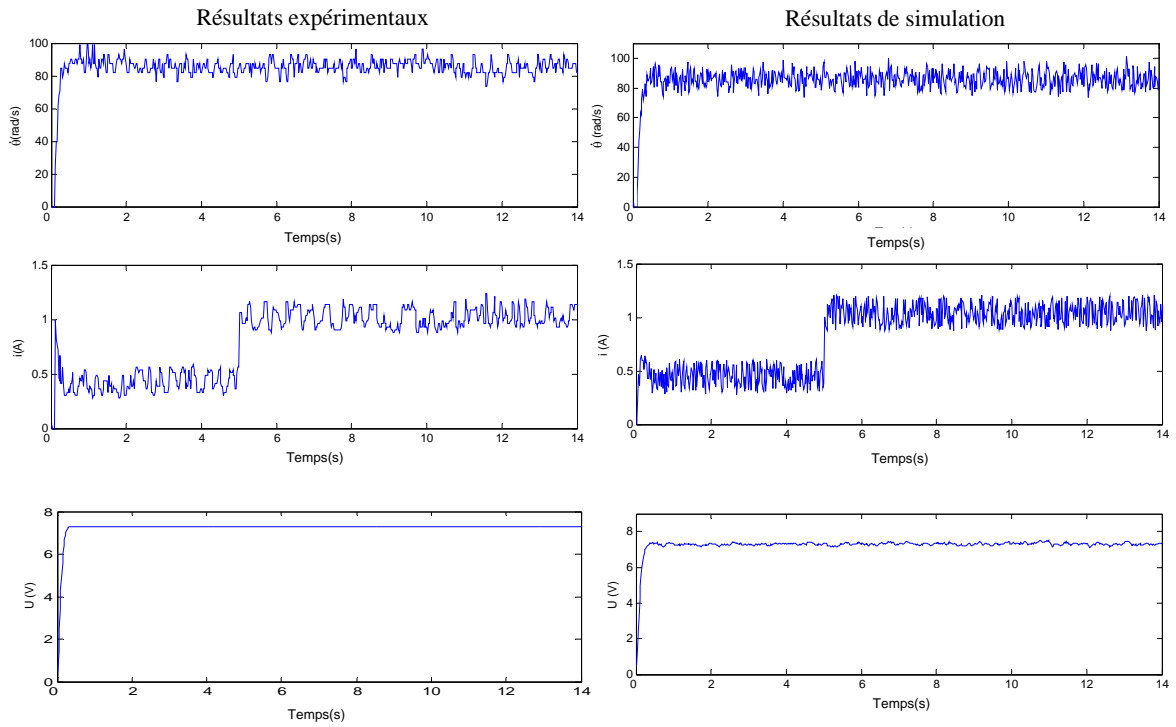 Résultats expérimentaux
Résultats de simulation
100
80
60
40
20
0
θ̇(rad/s)
0 2 4 6 8 10 12 14
Temps(s)
100
80
60
40
20
0
θ̇ (rad/s)
0 2 4 6 8 10 12 14
Temps(s)
1.5
1
0.5
0
i(A)
0 2 4 6 8 10 12 14
Temps(s)
1.5
1
0.5
0
i (A)
0 2 4 6 8 10 12 14
Temps(s)
8
6
4
2
0
U (V)
0 2 4 6 8 10 12 14
Temps(s)
8
6
4
2
0
U (V)
0 2 4 6 8 10 12 14
Temps(s)